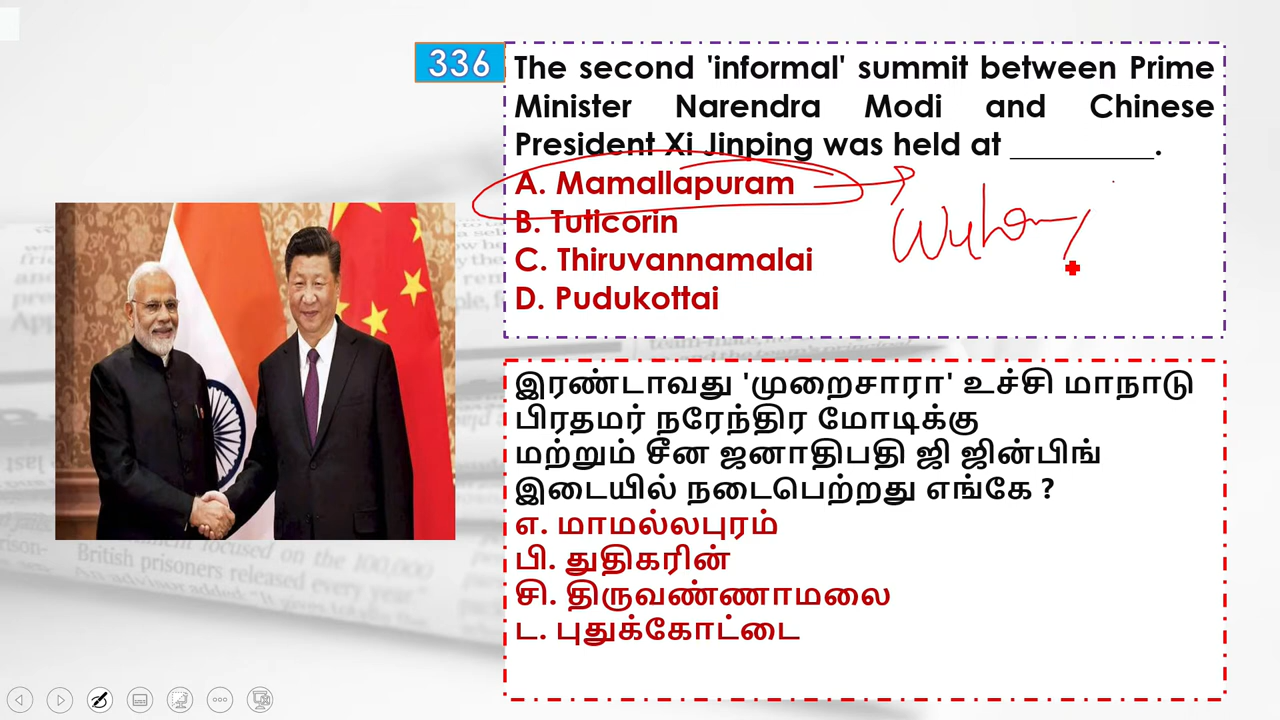 336
The second 'informal' summit between Prime
Minister Narendra Modi and Chinese
President Xi Jinping was held at _________.
A. Mamallapuram
B. Tuticorin
C. Thiruvannamalai
D. Pudukottai
Wuhan
இரண்டாவது 'முறைசாரா' உச்சி மாநாடு
பிரதமர் நரேந்திர மோடிக்கு
மற்றும் சீன ஜனாதிபதி ஜி ஜின்பிங்
இடையில் நடைபெற்றது எங்கே ?
எ. மாமல்லபுரம்
பி. துதிகரின்
சி. திருவண்ணாமலை
ட. புதுக்கோட்டை
British prisoners released every year